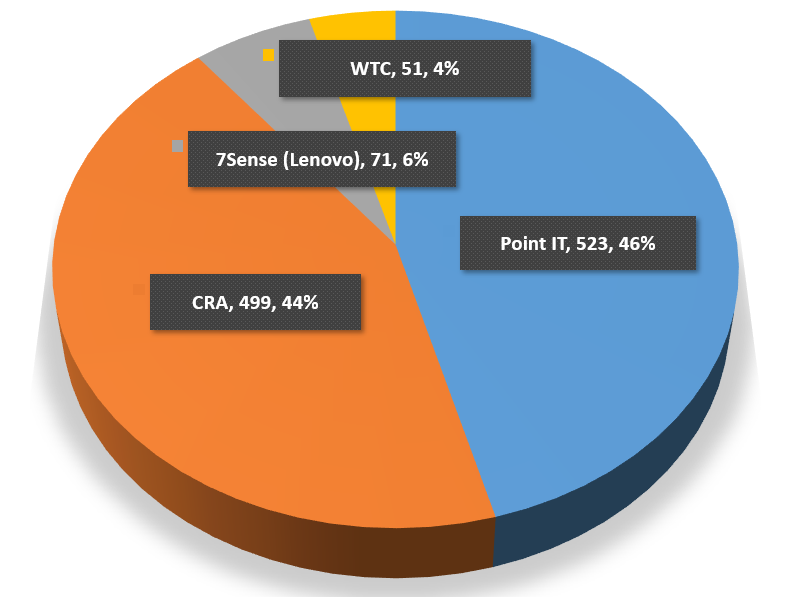 WTC, 51, 4%
7Sense (Lenovo), 71, 6%
Point IT, 523, 46%
CRA, 499, 44%